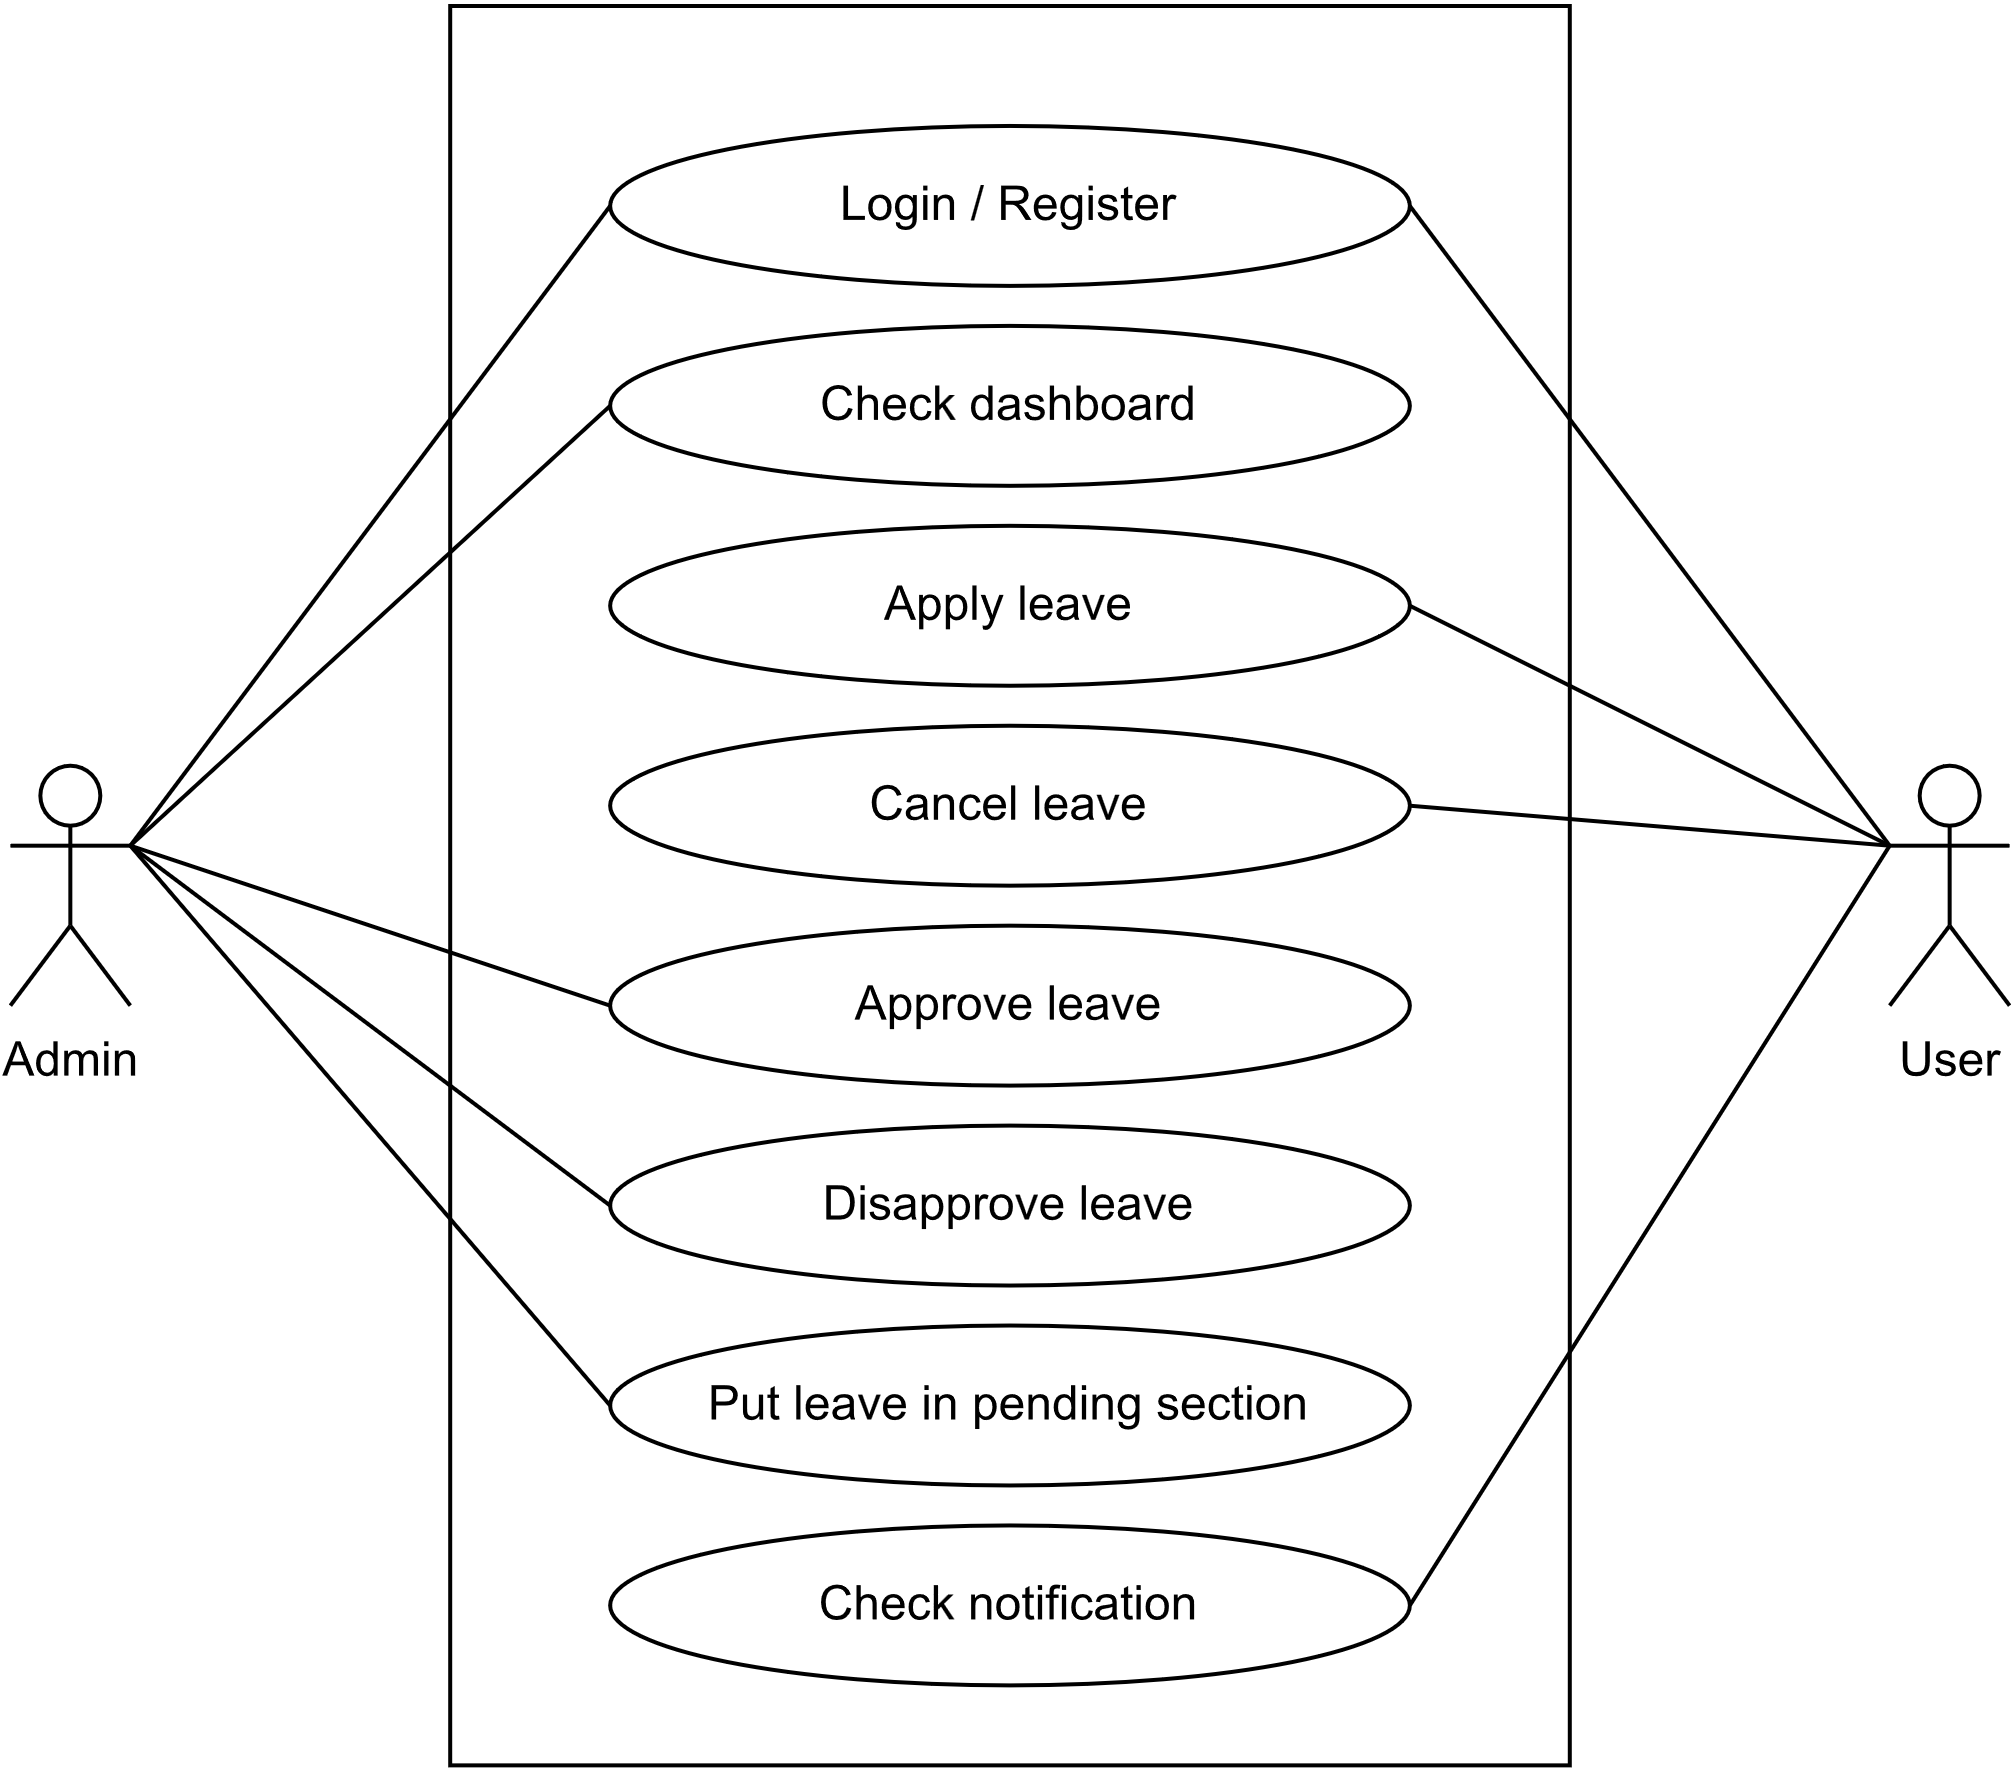 Login / Register
Check dashboard
Apply leave
Cancel leave
Approve leave
Admin
User
Disapprove leave
Put leave in pending section
Check notification